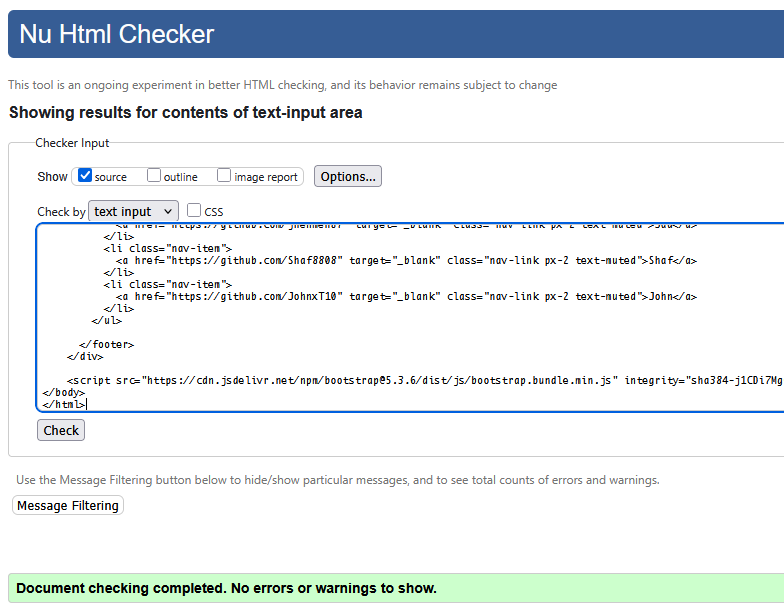 Nu Html Checker
This tool is an ongoing experiment in better HTML checking, and its behavior remains subject to change
Showing results for contents of text-input area
Checker Input
Show source outline image report Options...
Check by text input CSS
</li>
<li class="nav-item">
<a href="https://github.com/Shaf8808" target="_blank" class="nav-link px-2 text-muted">Shaf</a>
</li>
<li class="nav-item">
<a href="https://github.com/JohnxT10" target="_blank" class="nav-link px-2 text-muted">John</a>
</li>
</ul>
</footer>
</div>
<script src="https://cdn.jsdelivr.net/npm/bootstrap@5.3.6/dist/js/bootstrap.bundle.min.js" integrity="sha384-j1CDi7Mg
</body>
</html>
Check
Use the Message Filtering button below to hide/show particular messages, and to see total counts of errors and warnings.
Message Filtering
Document checking completed. No errors or warnings to show.